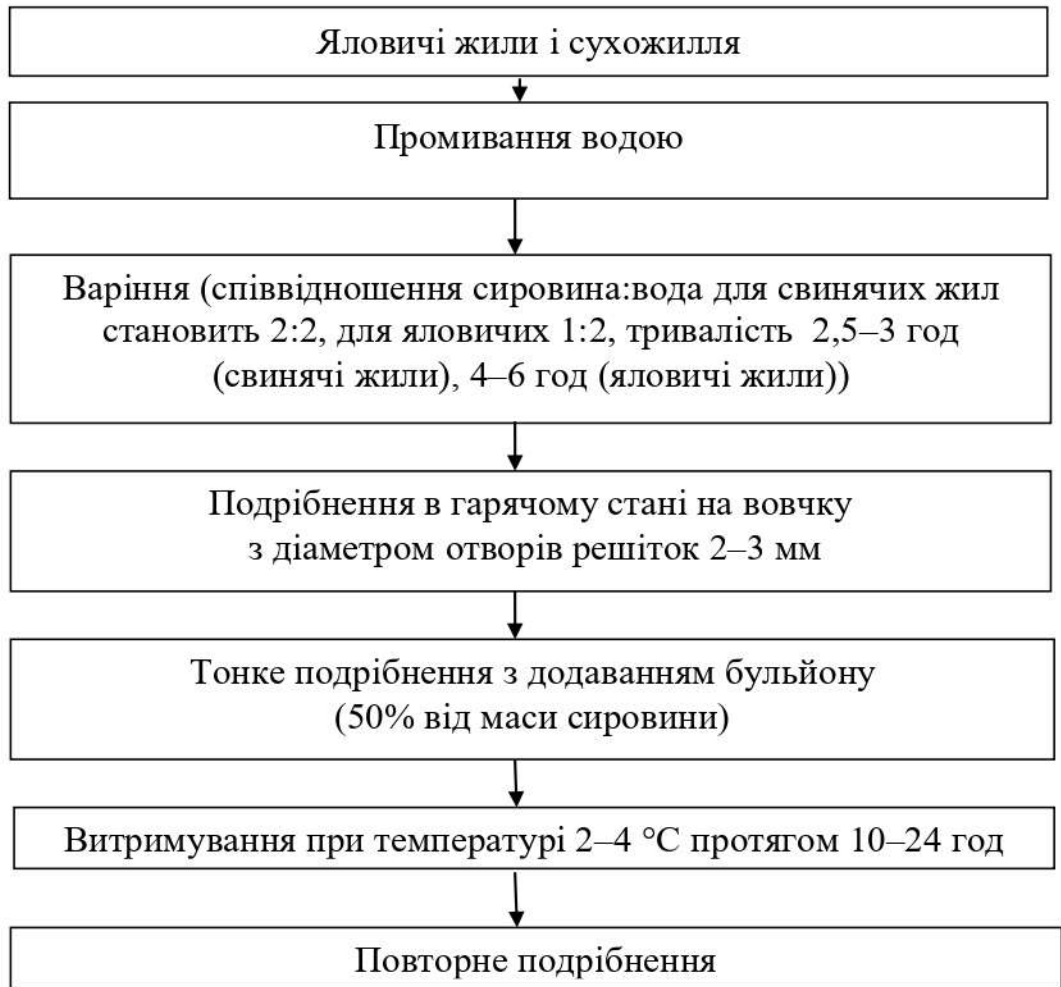 Яловичі жили і сухожилля
Промивання водою
Варіння (співвідношення сировина:вода для свинячих жил
становить 2:2, для яловичих 1:2, тривалість 2,5–3 год
(свинячі жили), 4–6 год (яловичі жили))
Подрібнення в гарячому стані на вовчку
з діаметром отворів решіток 2–3 мм
Тонке подрібнення з додаванням бульйону
(50% від маси сировини)
Витримування при температурі 2–4 °С протягом 10–24 год
Повторне подрібнення